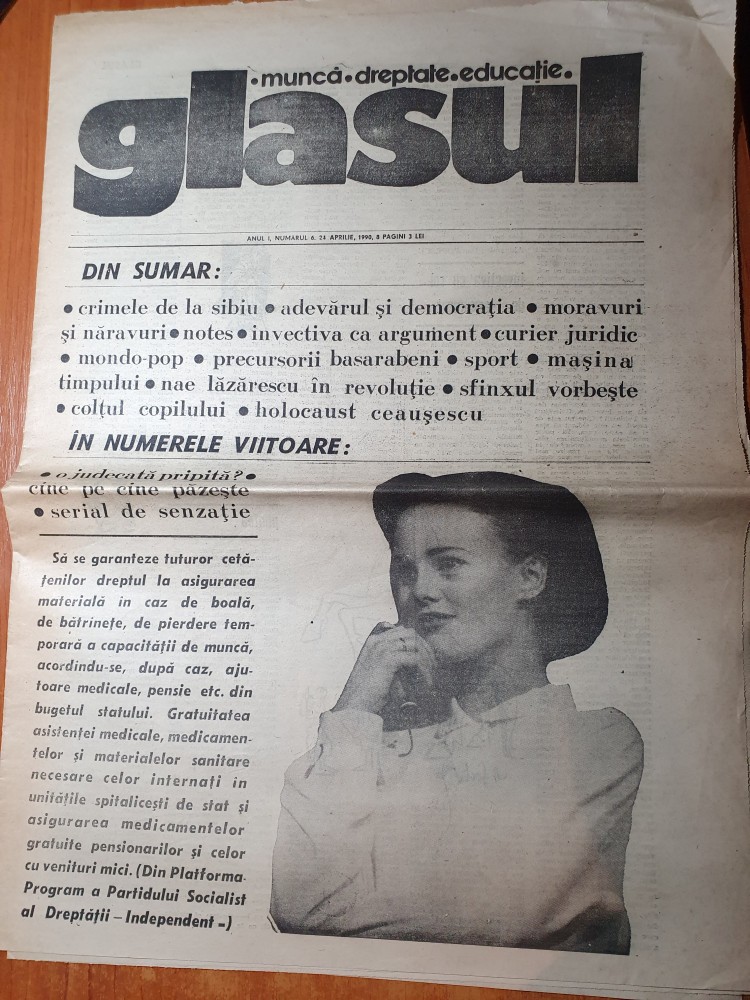 • muncă • dreptate • educație •
glasul
ANUL I, NUMARUL 6. 24 APRILIE, 1990, 8 PAGINI 3 LEI
DIN SUMAR:
• crimele de la sibiu • adevărul și democrația • moravuri
și năravuri • notes • invectiva ca argument • curier juridic
• mondo-pop • precursorii basarabeni • sport • mașina
timpului • nae lăzărescu în revoluție • sfinxul vorbește
• colțul copilului • holocaust ceaușescu
ÎN NUMERELE VIITOARE:
• o judecată pripită? •
cine pe cine păzește
• serial de senzație
Să se garanteze tuturor cetă-
țenilor dreptul la asigurarea
materială in caz de boală,
de bătrinețe, de pierdere tem-
porară a capacității de muncă,
acordindu-se, după caz, aju-
toare medicale, pensie etc. din
bugetul statului. Gratuitatea
asistenței medicale, medicamen-
telor și materialelor sanitare
necesare celor internați in
unitățile spitalicești de stat și
asigurarea medicamentelor
gratuite pensionarilor și celor
cu venituri mici. (Din Platforma-
Program a Partidului Socialist
al Dreptății – Independent –)